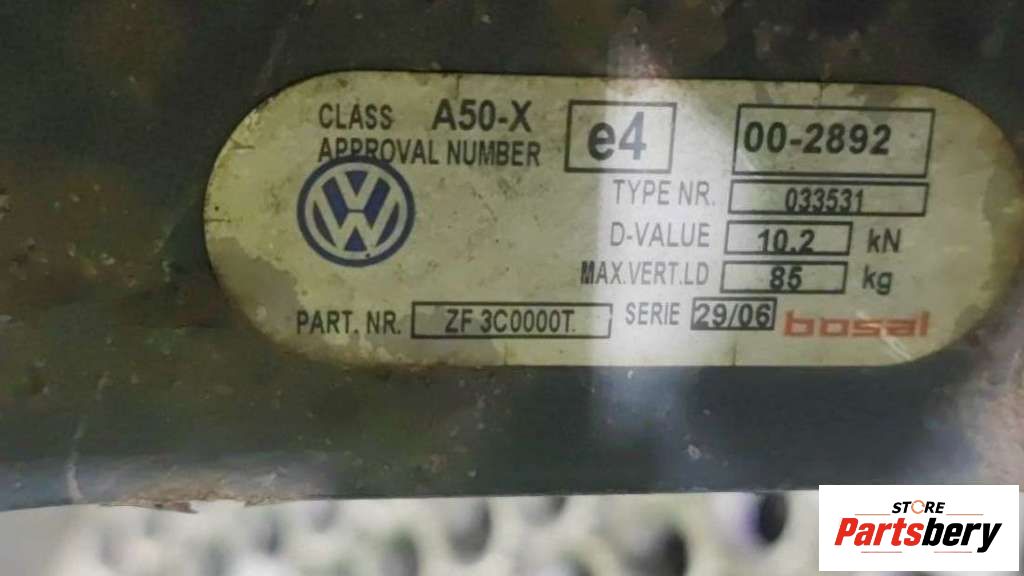 CLASS A50-X e4 00-2892
APPROVAL NUMBER
TYPE NR. 033531
D-VALUE 10.2 kN
MAX.VERT.LD 85 kg
PART. NR. ZF 3C0000T. SERIE 29/06 bosal
STORE
Partsbery